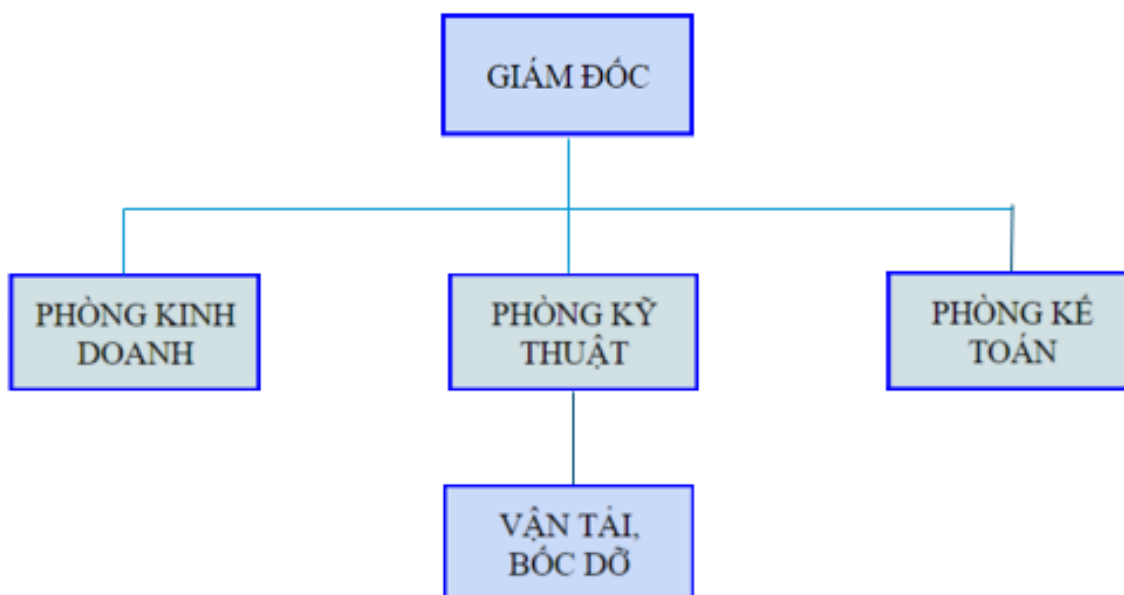 GIÁM ĐỐC
PHÒNG KINH
DOANH
PHÒNG KỸ
THUẬT
PHÒNG KẾ
TOÁN
VẬN TẢI,
BỐC DỠ